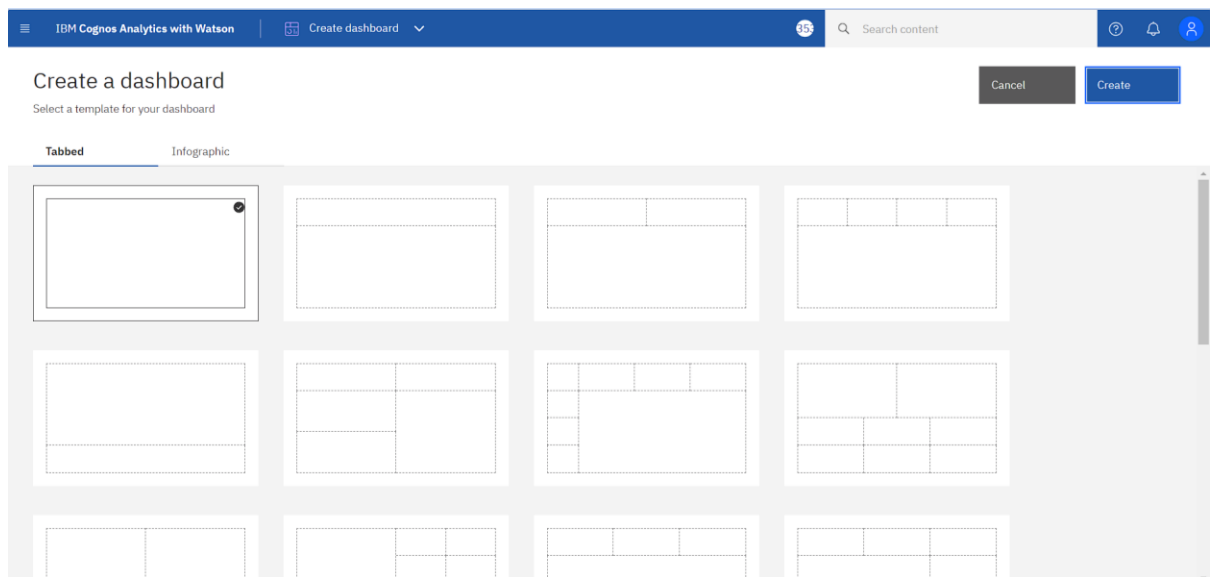 IBM Cognos Analytics with Watson
Create dashboard
Search content
Create a dashboard
Cancel
Create
Select a template for your dashboard
Tabbed
Infographic